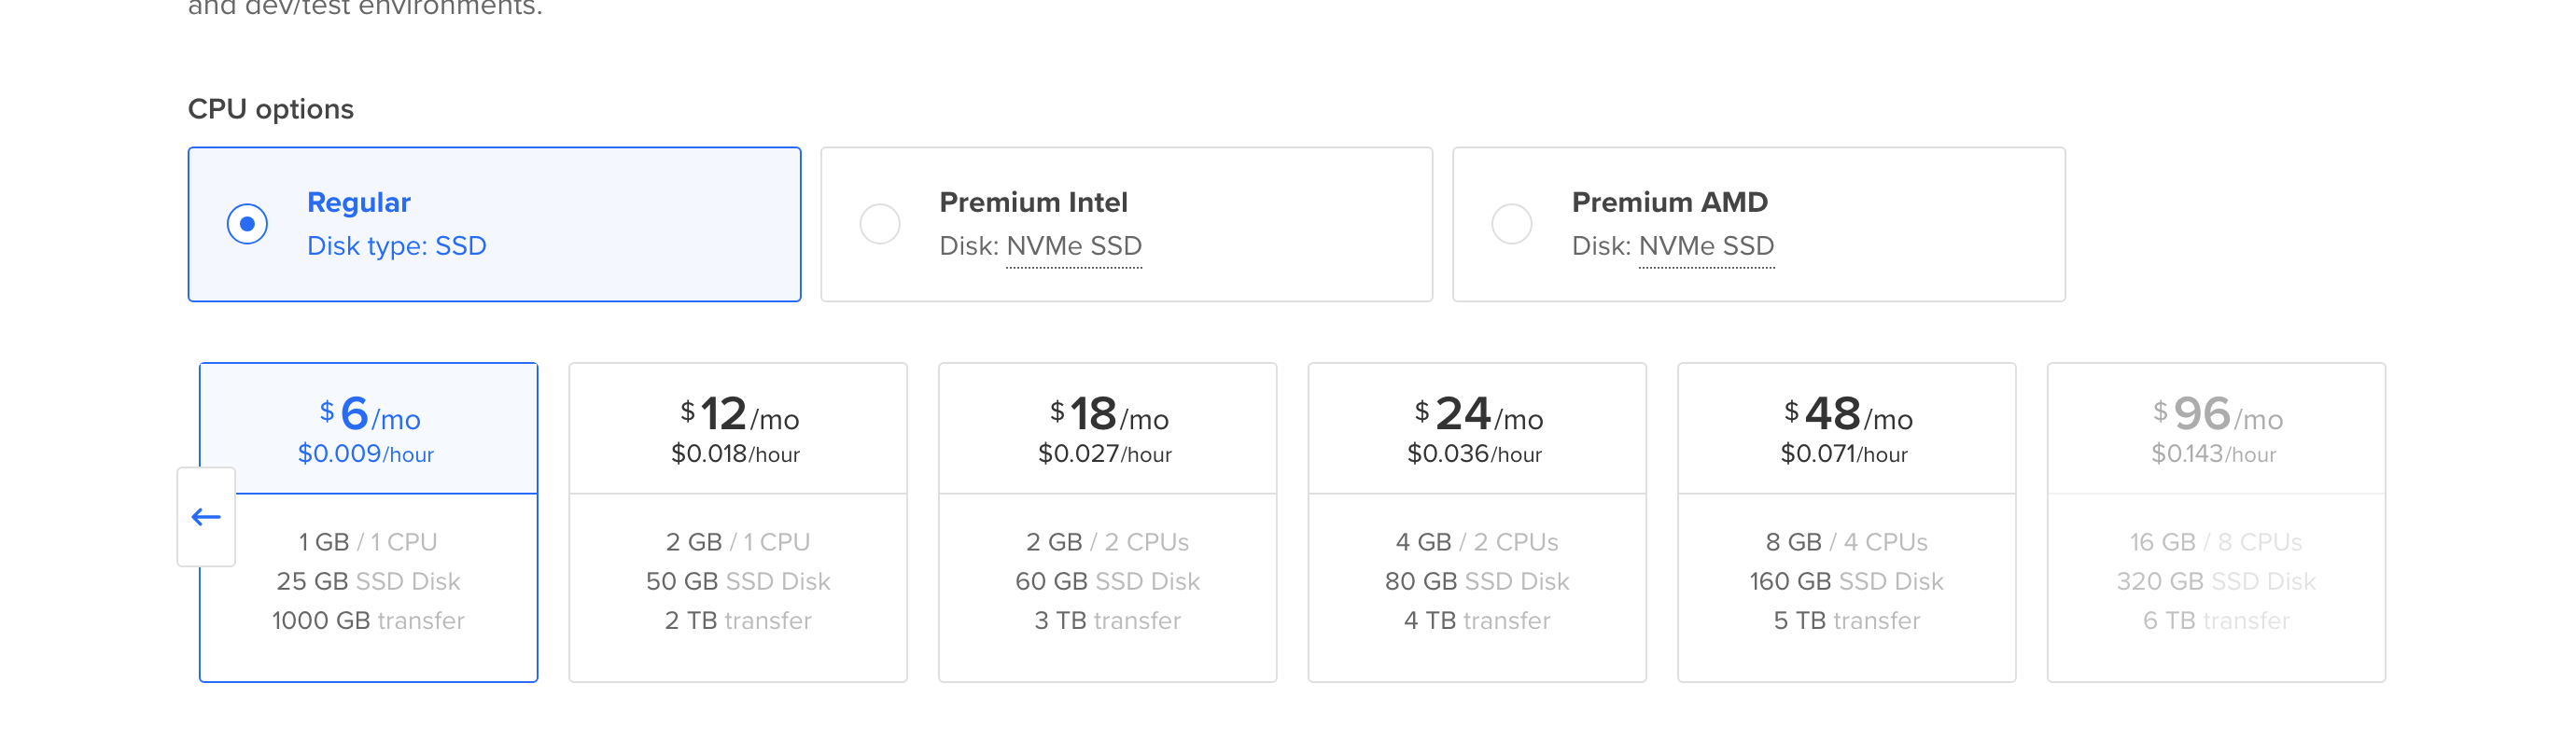 and dev/test environments.
CPU options
Regular
Disk type: SSD
Premium Intel
Disk: NVMe SSD
Premium AMD
Disk: NVMe SSD
$6/mo
$0.009/hour
1 GB / 1 CPU
25 GB SSD Disk
1000 GB transfer
$12/mo
$0.018/hour
2 GB / 1 CPU
50 GB SSD Disk
2 TB transfer
$18/mo
$0.027/hour
2 GB / 2 CPUs
60 GB SSD Disk
3 TB transfer
$24/mo
$0.036/hour
4 GB / 2 CPUs
80 GB SSD Disk
4 TB transfer
$48/mo
$0.071/hour
8 GB / 4 CPUs
160 GB SSD Disk
5 TB transfer
$96/mo
$0.143/hour
16 GB / 8 CPUs
320 GB SSD Disk
6 TB transfer